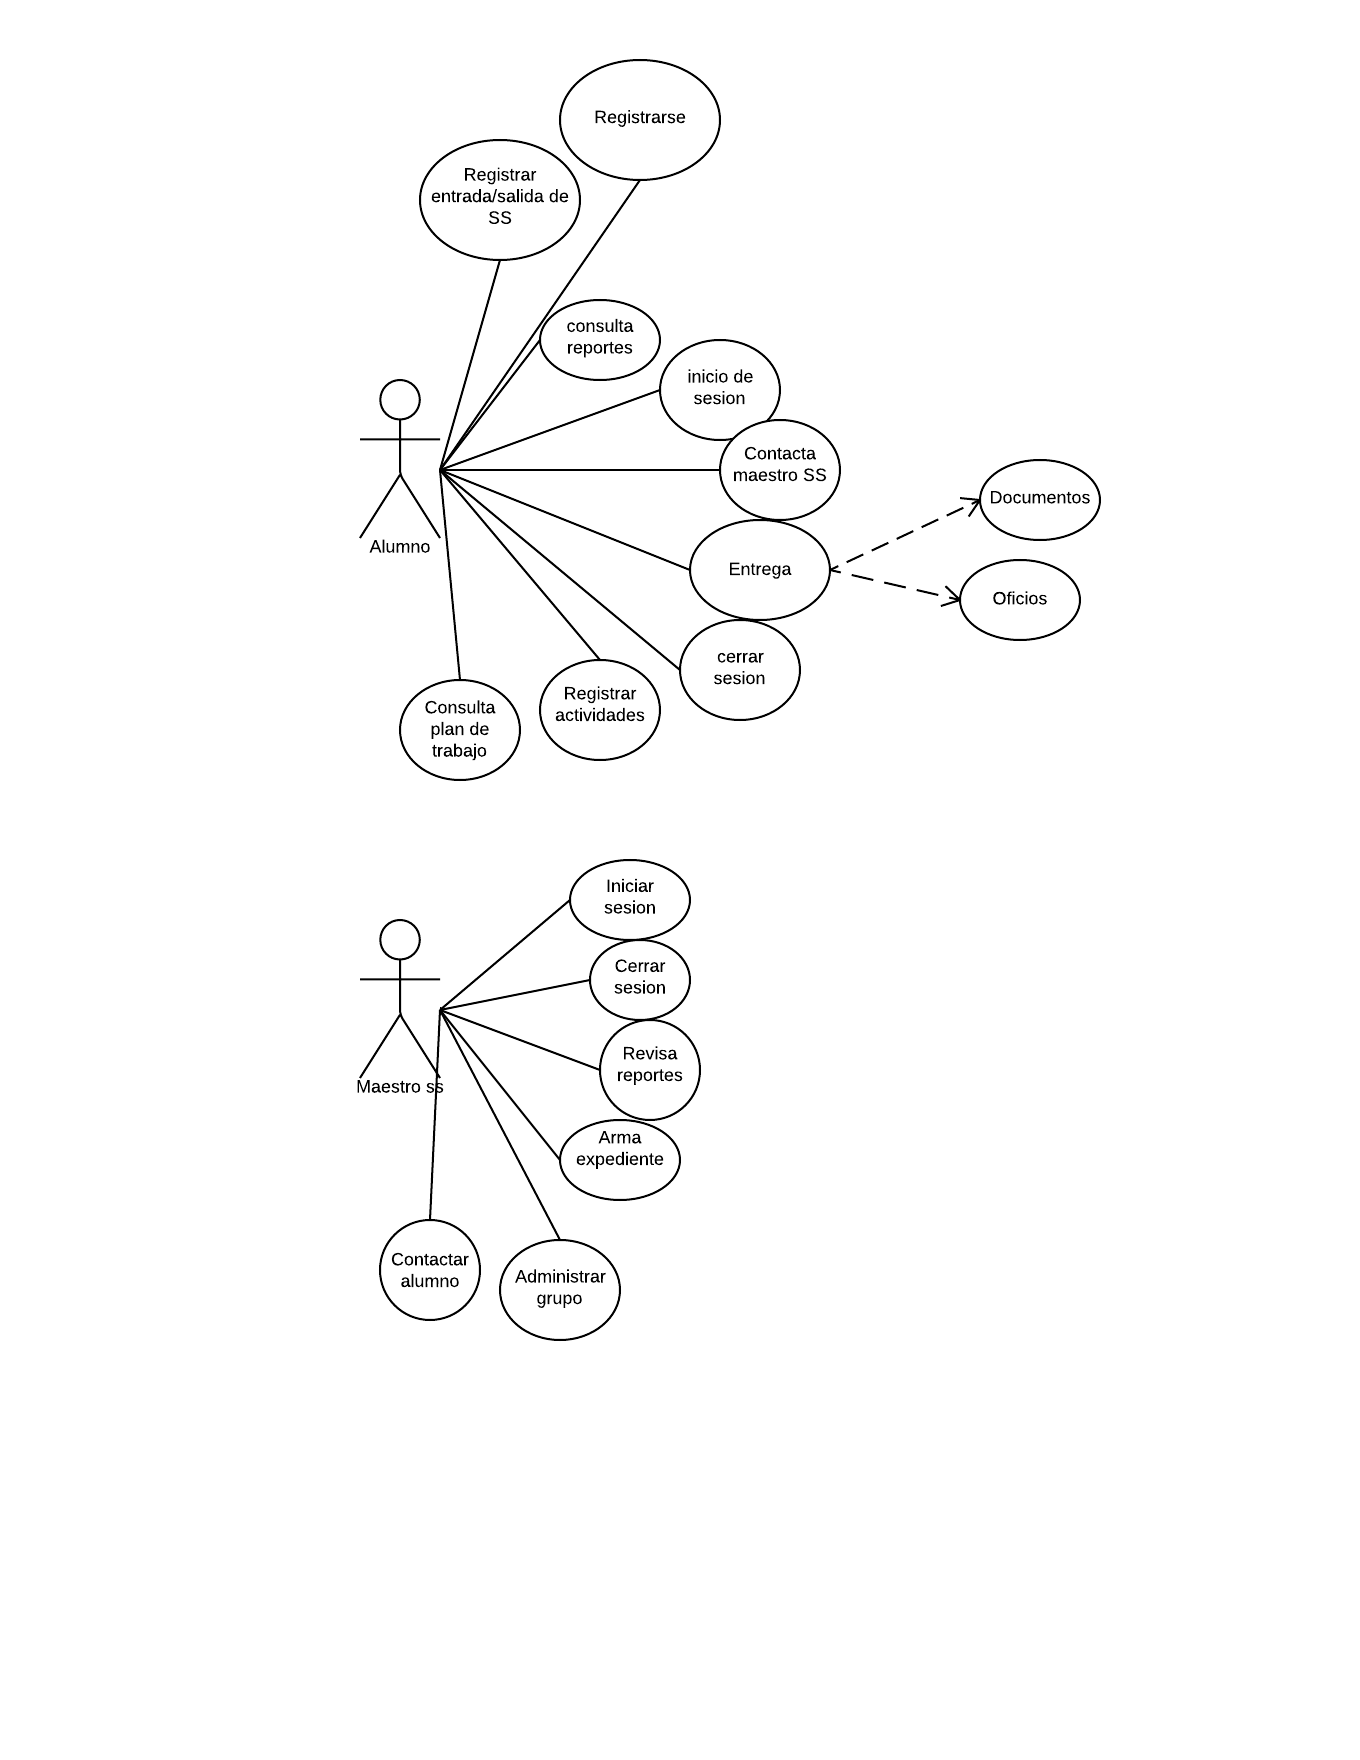 Registrarse
Registrar
entrada/salida de
SS
consulta
reportes
inicio de
sesion
Contacta
maestro SS
Documentos
Alumno
Entrega
Oficios
cerrar
sesion
Registrar
actividades
Consulta
plan de
trabajo
Iniciar
sesion
Cerrar
sesion
Revisa
reportes
Maestro ss
Arma
expediente
Contactar
alumno
Administrar
grupo